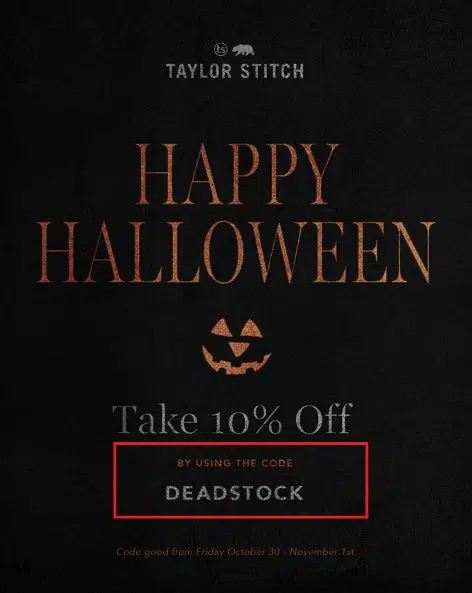 ts
TAYLOR STITCH
HAPPY
HALLOWEEN
Take 10% Off
BY USING THE CODE
DEADSTOCK
Code good from Friday October 30 - November 1st